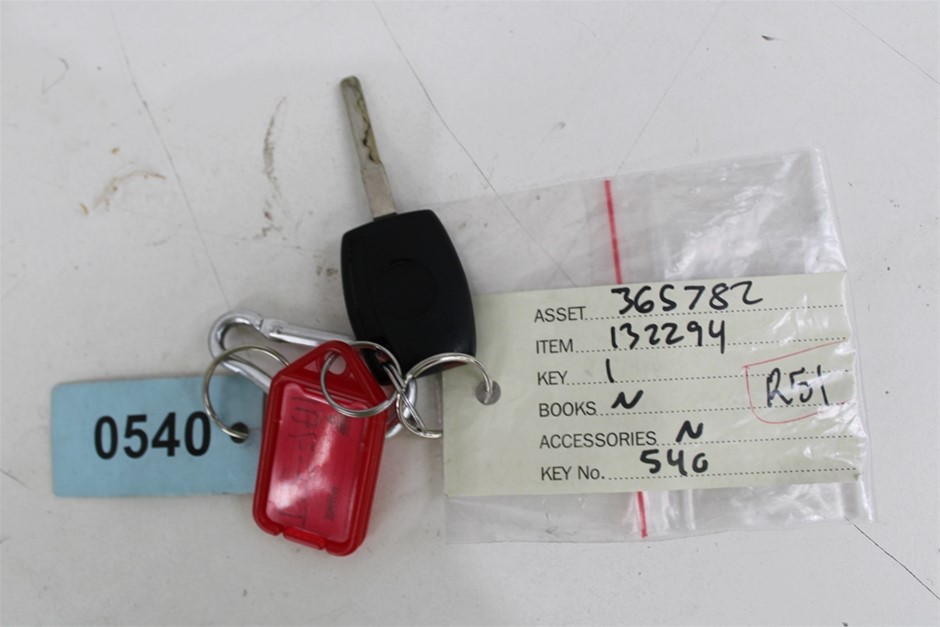 0540
ASSET 365782
ITEM 132294
KEY 1
BOOKS N
R51
ACCESSORIES N
KEY No. 540